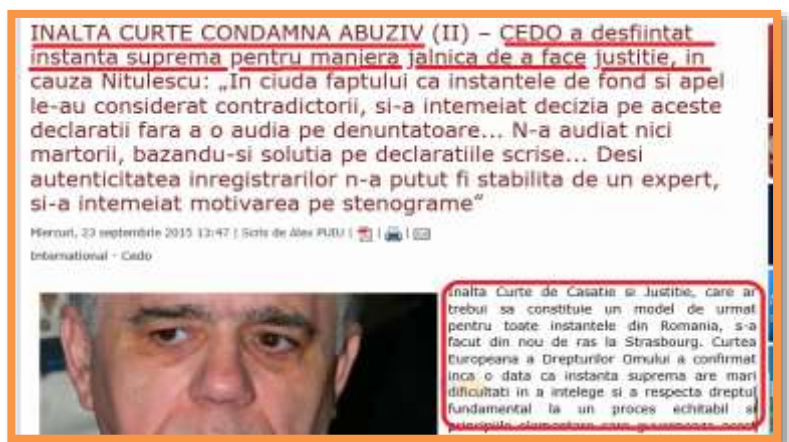 INALTA CURTE CONDAMNA ABUZIV (II) – CEDO a desfiintat
instanta suprema pentru maniera jalnica de a face justitie, in
cauza Nitulescu: „In ciuda faptului ca instantele de fond si apel
le-au considerat contradictorii, si-a intemeiat decizia pe aceste
declaratii fara a o audia pe denuntatoare... N-a audiat nici
martorii, bazandu-si solutia pe declaratiile scrise... Desi
autenticitatea inregistrarilor n-a putut fi stabilita de un expert,
si-a intemeiat motivarea pe stenograme“
Miercuri, 23 septembrie 2015 13:47 | Scris de Alex PUIU |
International - Cedo
Inalta Curte de Casatie si Justitie, care ar
trebui sa constituie un model de urmat
pentru toate instantele din Romania, s-a
facut din nou de ras la Strasbourg. Curtea
Europeana a Drepturilor Omului a confirmat
inca o data ca instanta suprema are mari
dificultati in a intelege si a respecta dreptul
fundamental la un proces echitabil si
principiile elementare care guverneaza acest